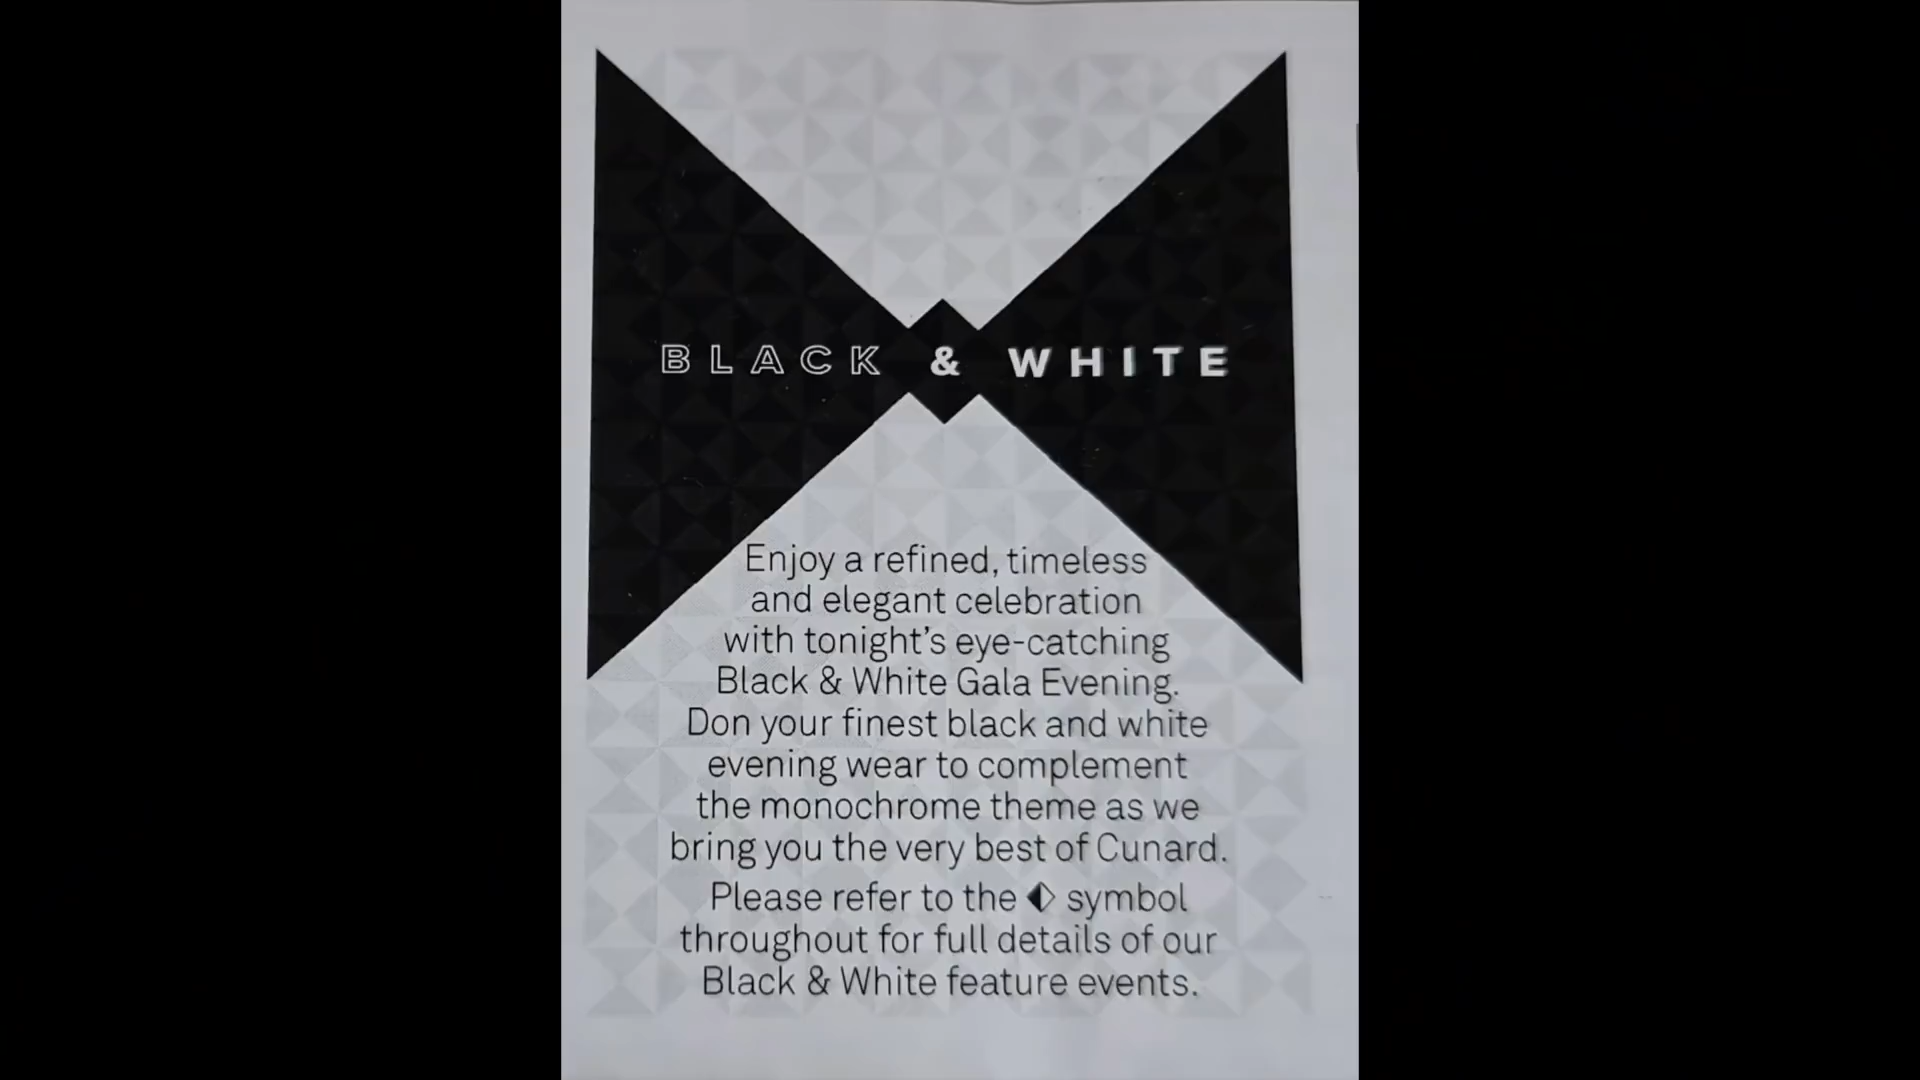 BLACK & WHITE
Enjoy a refined, timeless
and elegant celebration
with tonight's eye-catching
Black & White Gala Evening.
Don your finest black and white
evening wear to complement
the monochrome theme as we
bring you the very best of Cunard.
Please refer to the symbol
throughout for full details of our
Black & White feature events.